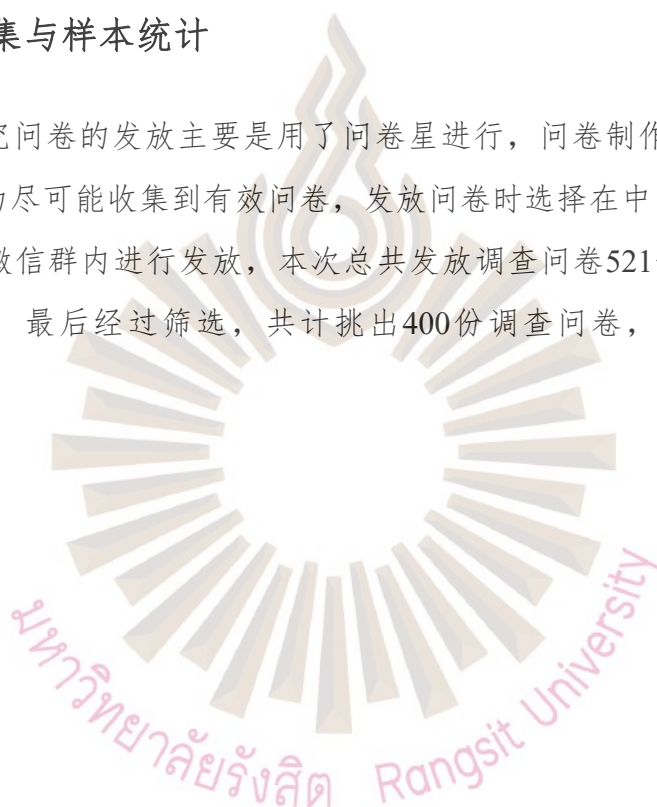 集与样本统计
究问卷的发放主要是用了问卷星进行，问卷制作
尽可能收集到有效问卷，发放问卷时选择在中
微信群内进行发放，本次总共发放调查问卷521
最后经过筛选，共计挑出400份调查问卷，
มหาวิทยาลัยรังสิต Rangsit University